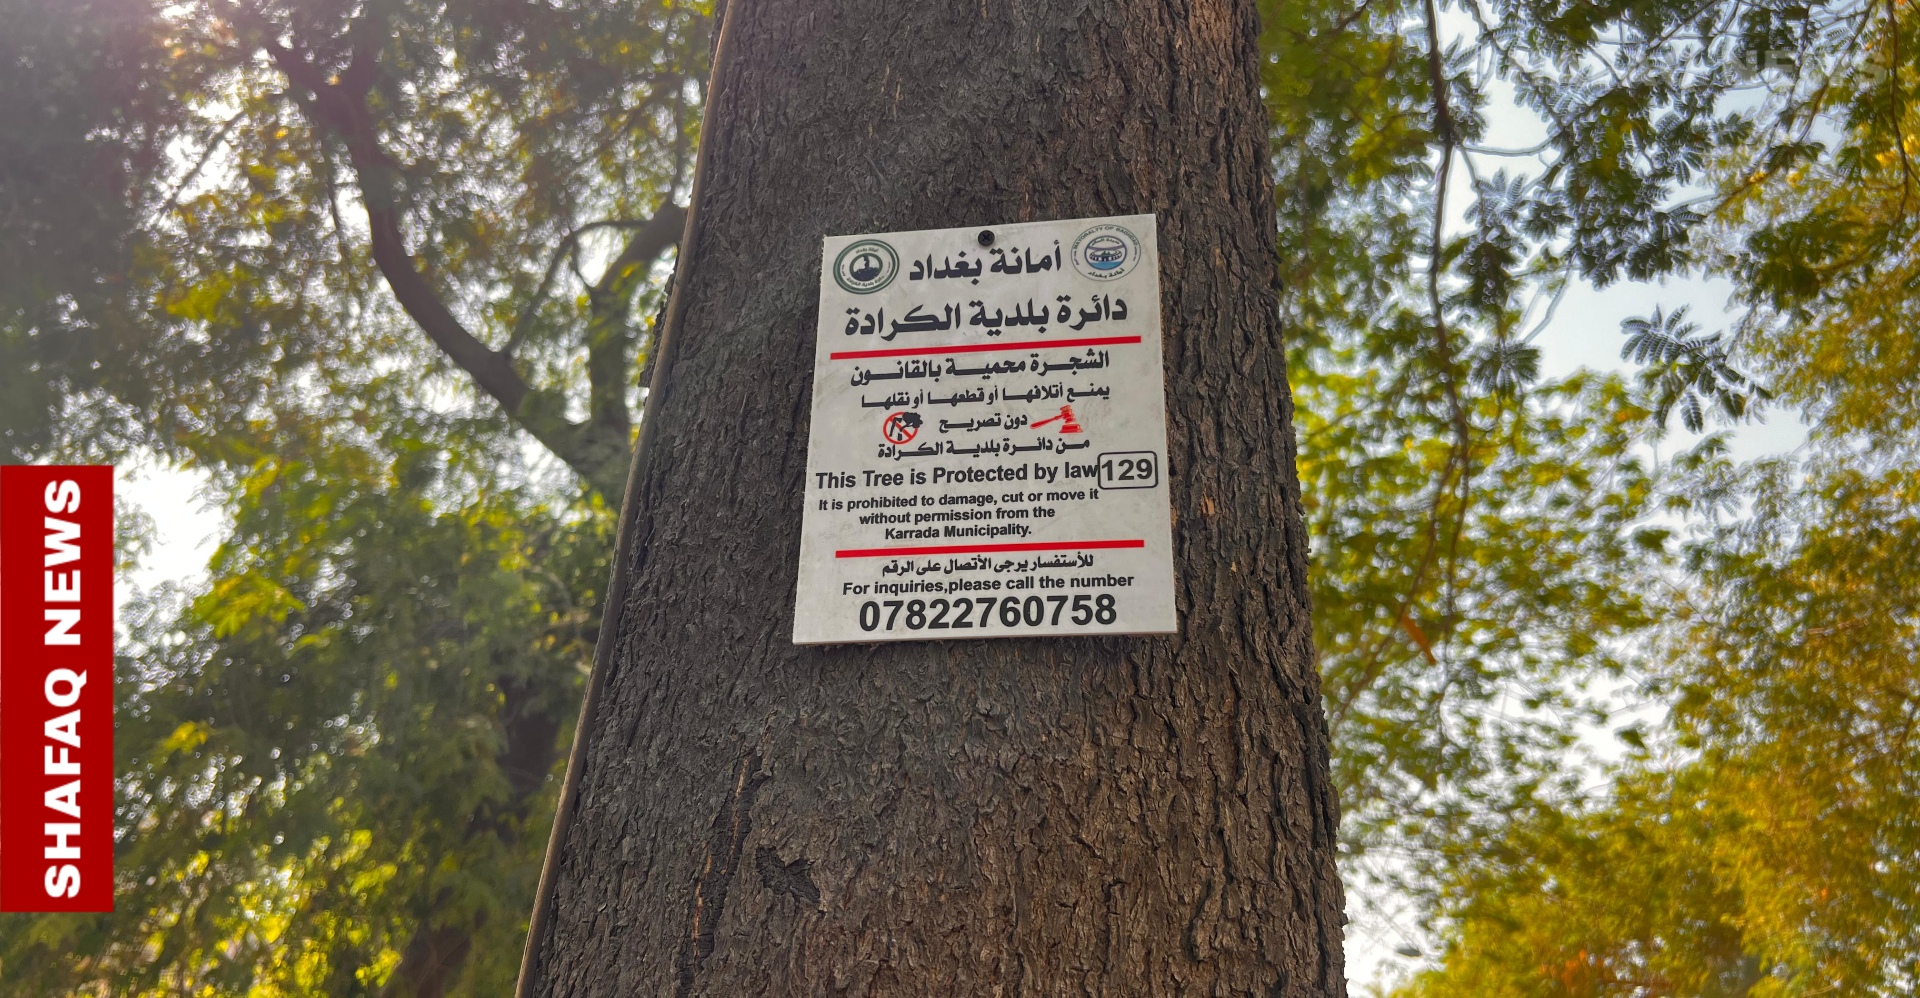 أمانة بغداد
دائرة بلدية الكرادة
الشجرة محمية بالقانون
يمنع أتلافها أو قطعها أو نقلها
دون تصريح
من دائرة بلدية الكرادة
This Tree is Protected by law 129
It is prohibited to damage, cut or move it
without permission from the
Karrada Municipality.
للأستفسار يرجى الأتصال على الرقم
For inquiries,please call the number
07822760758
SHAFAQ NEWS